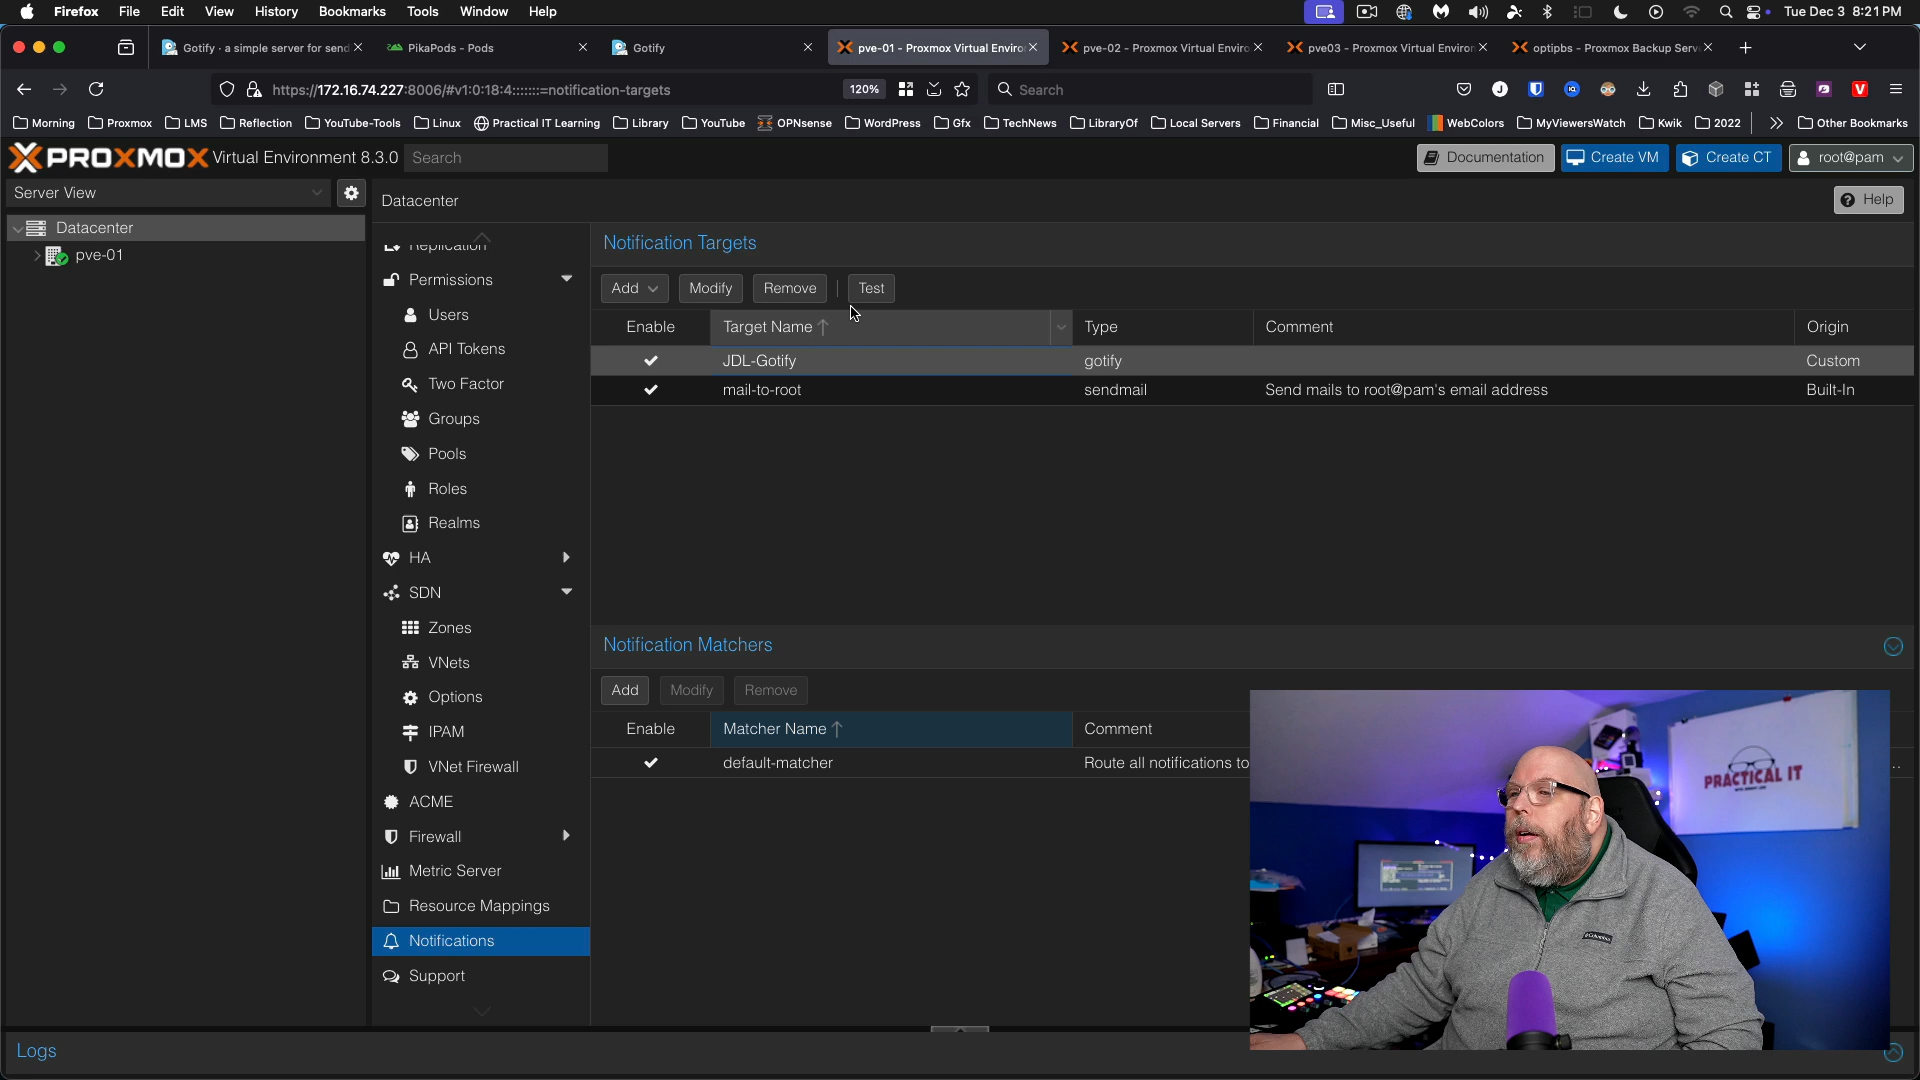 Firefox File Edit View History Bookmarks Tools Window Help Tue Dec 3 8:21 PM
Gotify · a simple server for send PikaPods - Pods Gotify pve-01 - Proxmox Virtual Enviro pve-02 - Proxmox Virtual Enviro pve03 - Proxmox Virtual Environ optipbs - Proxmox Backup Serv
https://172.16.74.227:8006/#v1:0:18:4:::::::=notification-targets 120% Search
Morning Proxmox LMS Reflection YouTube-Tools Linux Practical IT Learning Library YouTube OPNsense WordPress Gfx TechNews LibraryOf Local Servers Financial Misc_Useful WebColors MyViewersWatch Kwik 2022 Other Bookmarks
PROXMOX Virtual Environment 8.3.0 Search Documentation Create VM Create CT root@pam
Server View
Datacenter
pve-01
Datacenter Help
Replication
Permissions
Users
API Tokens
Two Factor
Groups
Pools
Roles
Realms
HA
SDN
Zones
VNets
Options
IPAM
VNet Firewall
ACME
Firewall
Metric Server
Resource Mappings
Notifications
Support
Notification Targets
Add Modify Remove Test
Enable Target Name Type Comment Origin
JDL-Gotify gotify Custom
mail-to-root sendmail Send mails to root@pam's email address Built-In
Notification Matchers
Add Modify Remove
Enable Matcher Name Comment
default-matcher Route all notifications to
PRACTICAL IT
Columbia
Logs